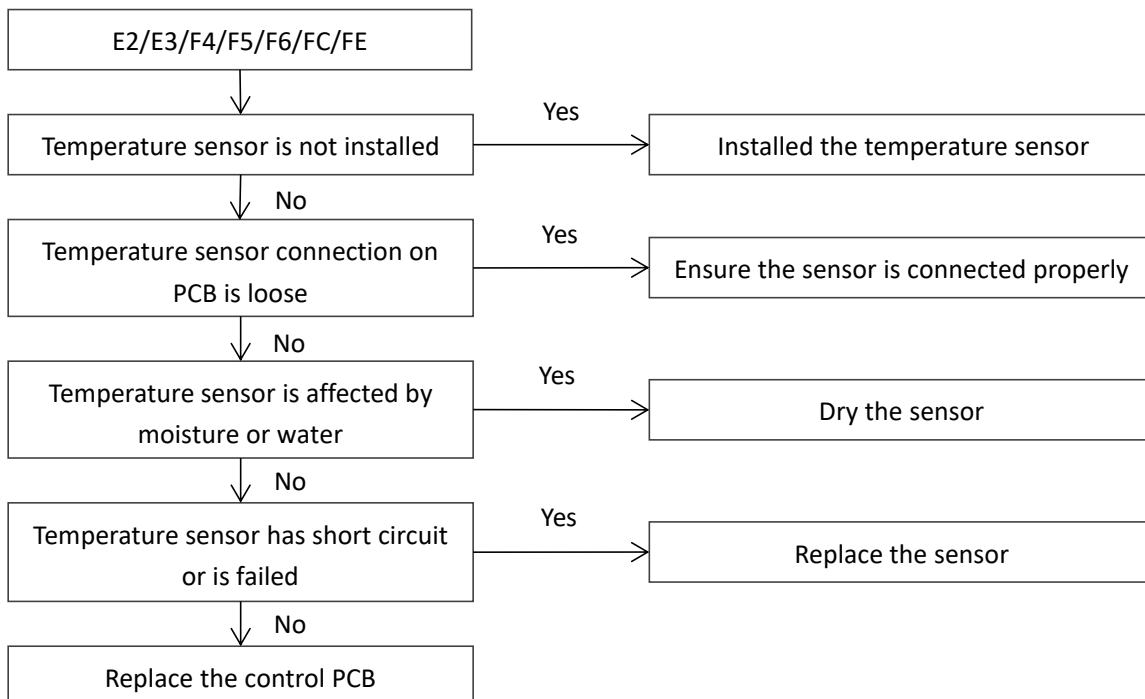 E2/E3/F4/F5/F6/FC/FE
Yes
Temperature sensor is not installed
Installed the temperature sensor
No
Yes
Temperature sensor connection on
PCB is loose
Ensure the sensor is connected properly
No
Yes
Temperature sensor is affected by
moisture or water
Dry the sensor
No
Yes
Temperature sensor has short circuit
or is failed
Replace the sensor
No
Replace the control PCB